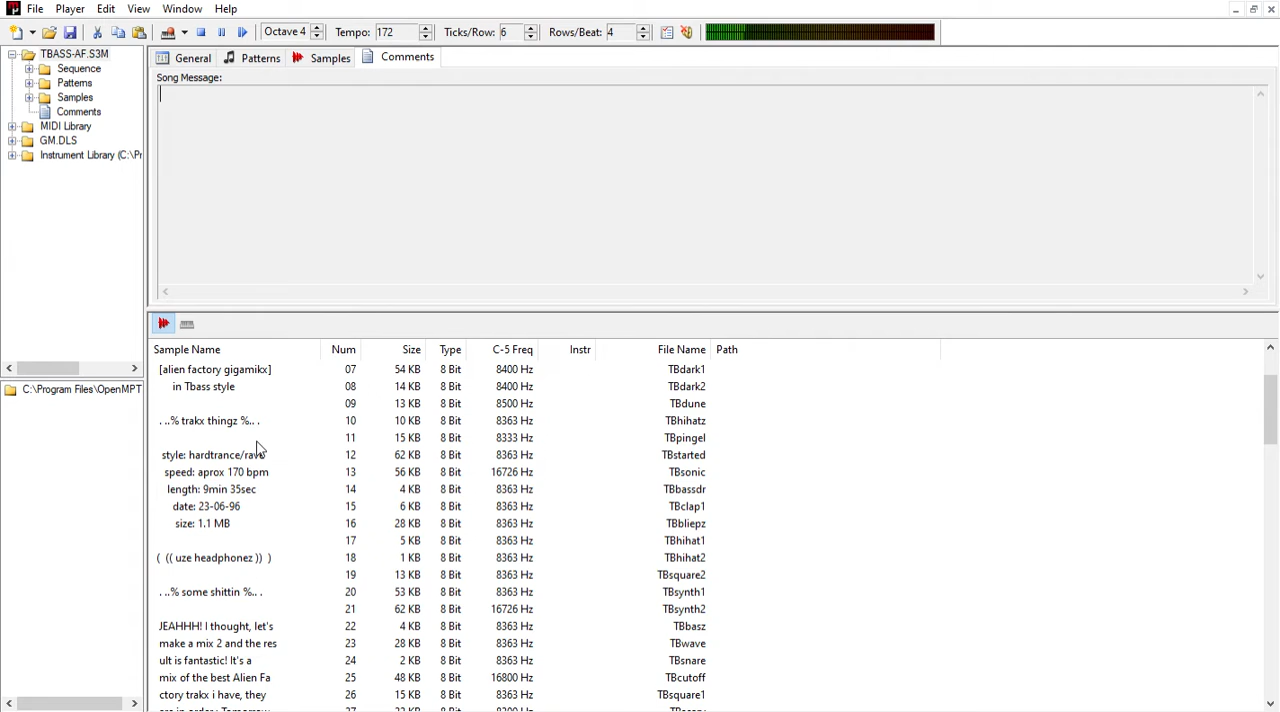 File Player Edit View Window Help
Octave 4 Tempo: 172 Ticks/Row: 6 Rows/Beat: 4
TBASS-AF.S3M
Sequence
Patterns
Samples
Comments
MIDI Library
GM.DLS
Instrument Library (C:\Pr
C:\Program Files\OpenMPT
General Patterns Samples Comments
Song Message:
Sample Name Num Size Type C-5 Freq Instr File Name Path
[alien factory gigamikx] 07 54 KB 8 Bit 8400 Hz TBdark1
in Tbass style 08 14 KB 8 Bit 8400 Hz TBdark2
09 13 KB 8 Bit 8500 Hz TBdune
. ..% trakx thingz %.. . 10 10 KB 8 Bit 8363 Hz TBhihatz
11 15 KB 8 Bit 8333 Hz TBpingel
style: hardtrance/rave 12 62 KB 8 Bit 8363 Hz TBstarted
speed: aprox 170 bpm 13 56 KB 8 Bit 16726 Hz TBsonic
length: 9min 35sec 14 4 KB 8 Bit 8363 Hz TBbassdr
date: 23-06-96 15 6 KB 8 Bit 8363 Hz TBclap1
size: 1.1 MB 16 28 KB 8 Bit 8363 Hz TBbliepz
17 5 KB 8 Bit 8363 Hz TBhihat1
( (( uze headphonez )) ) 18 1 KB 8 Bit 8363 Hz TBhihat2
19 13 KB 8 Bit 8363 Hz TBsquare2
. ..% some shittin %.. . 20 53 KB 8 Bit 8363 Hz TBsynth1
21 62 KB 8 Bit 16726 Hz TBsynth2
JEAHHH! I thought, let's 22 4 KB 8 Bit 8363 Hz TBbasz
make a mix 2 and the res 23 28 KB 8 Bit 8363 Hz TBwave
ult is fantastic! It's a 24 2 KB 8 Bit 8363 Hz TBsnare
mix of the best Alien Fa 25 48 KB 8 Bit 16800 Hz TBcutoff
ctory trakx i have, they 26 15 KB 8 Bit 8363 Hz TBsquare1